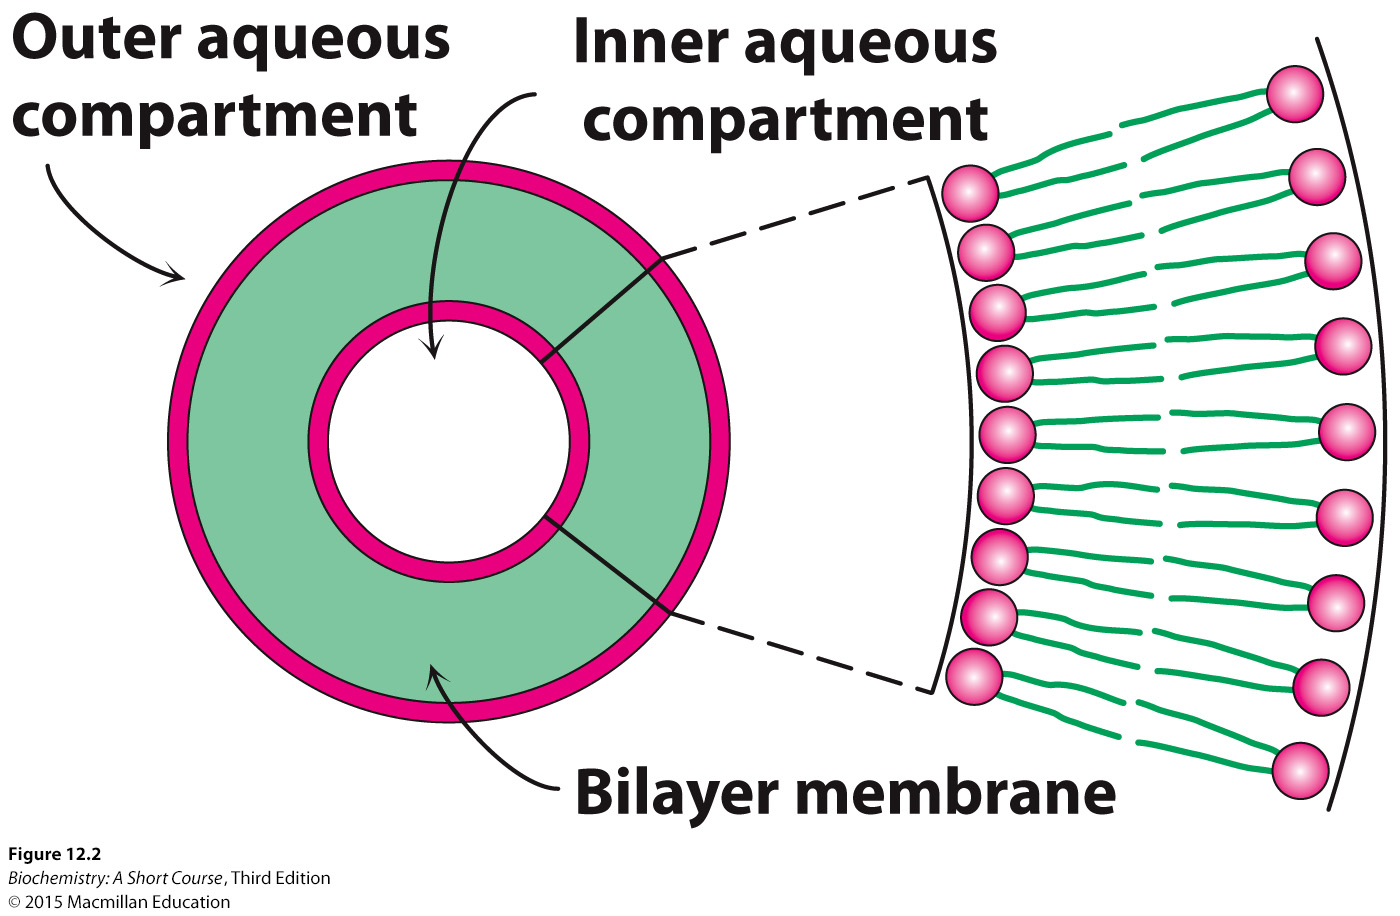 Outer aqueous
compartment
Inner aqueous
compartment
Bilayer membrane
Figure 12.2
Biochemistry: A Short Course, Third Edition
© 2015 Macmillan Education